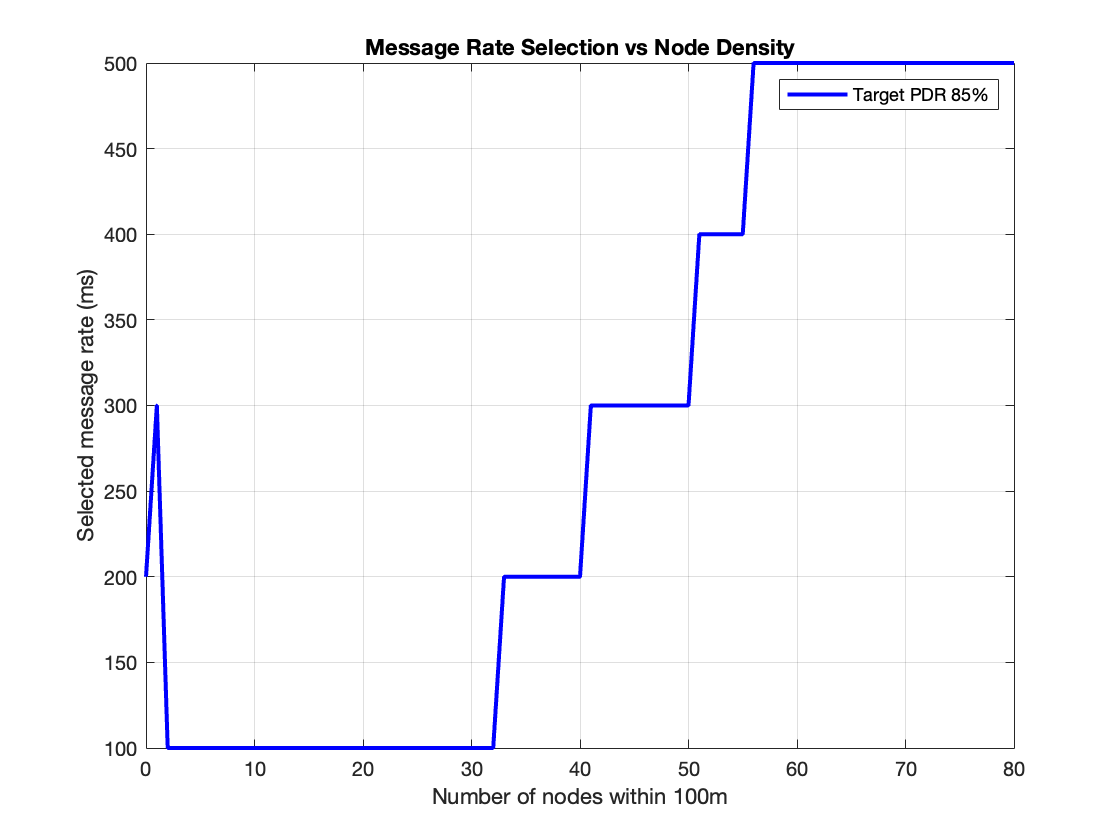 Message Rate Selection vs Node Density
500
450
400
350
300
250
200
150
100
Selected message rate (ms)
Target PDR 85%
0 10 20 30 40 50 60 70 80
Number of nodes within 100m